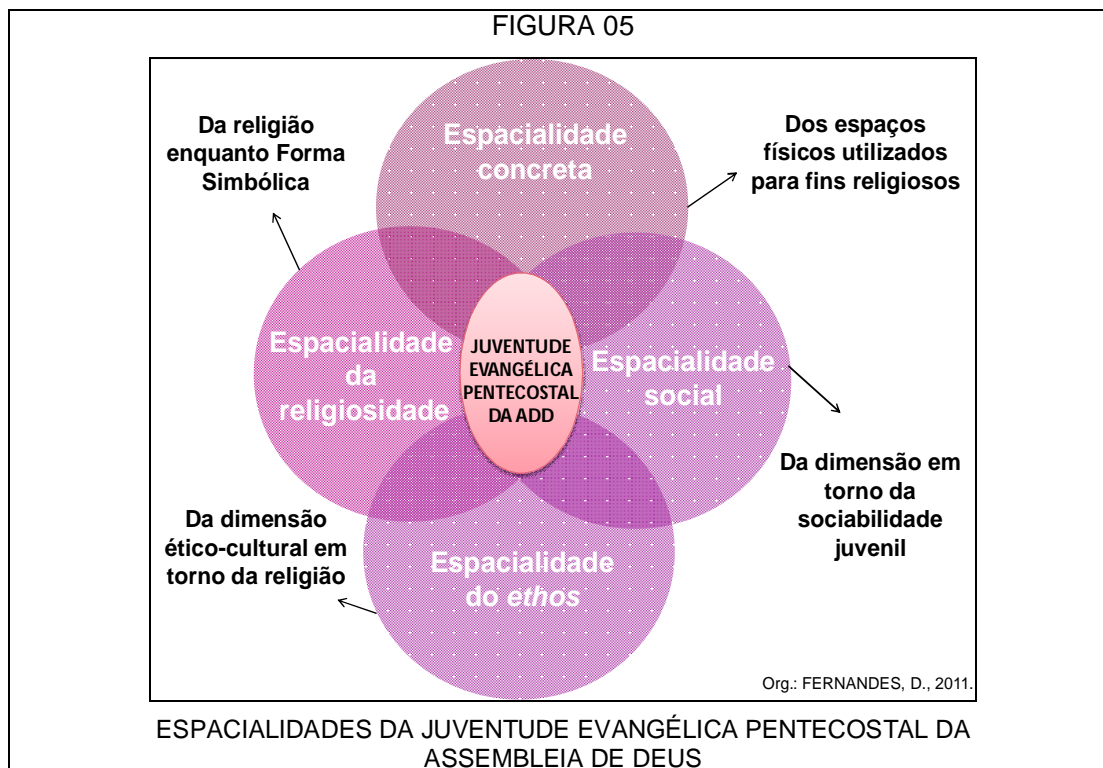 FIGURA 05
Da religião
enquanto Forma
Simbólica
Espacialidade
concreta
Dos espaços
físicos utilizados
para fins religiosos
Espacialidade
da
religiosidade
JUVENTUDE
EVANGÉLICA
PENTECOSTAL
DA ADD
Espacialidade
social
Da dimensão
ético-cultural em
torno da religião
Espacialidade
do ethos
Da dimensão em
torno da
sociabilidade
juvenil
Org.: FERNANDES, D., 2011.
ESPACIALIDADES DA JUVENTUDE EVANGÉLICA PENTECOSTAL DA
ASSEMBLEIA DE DEUS